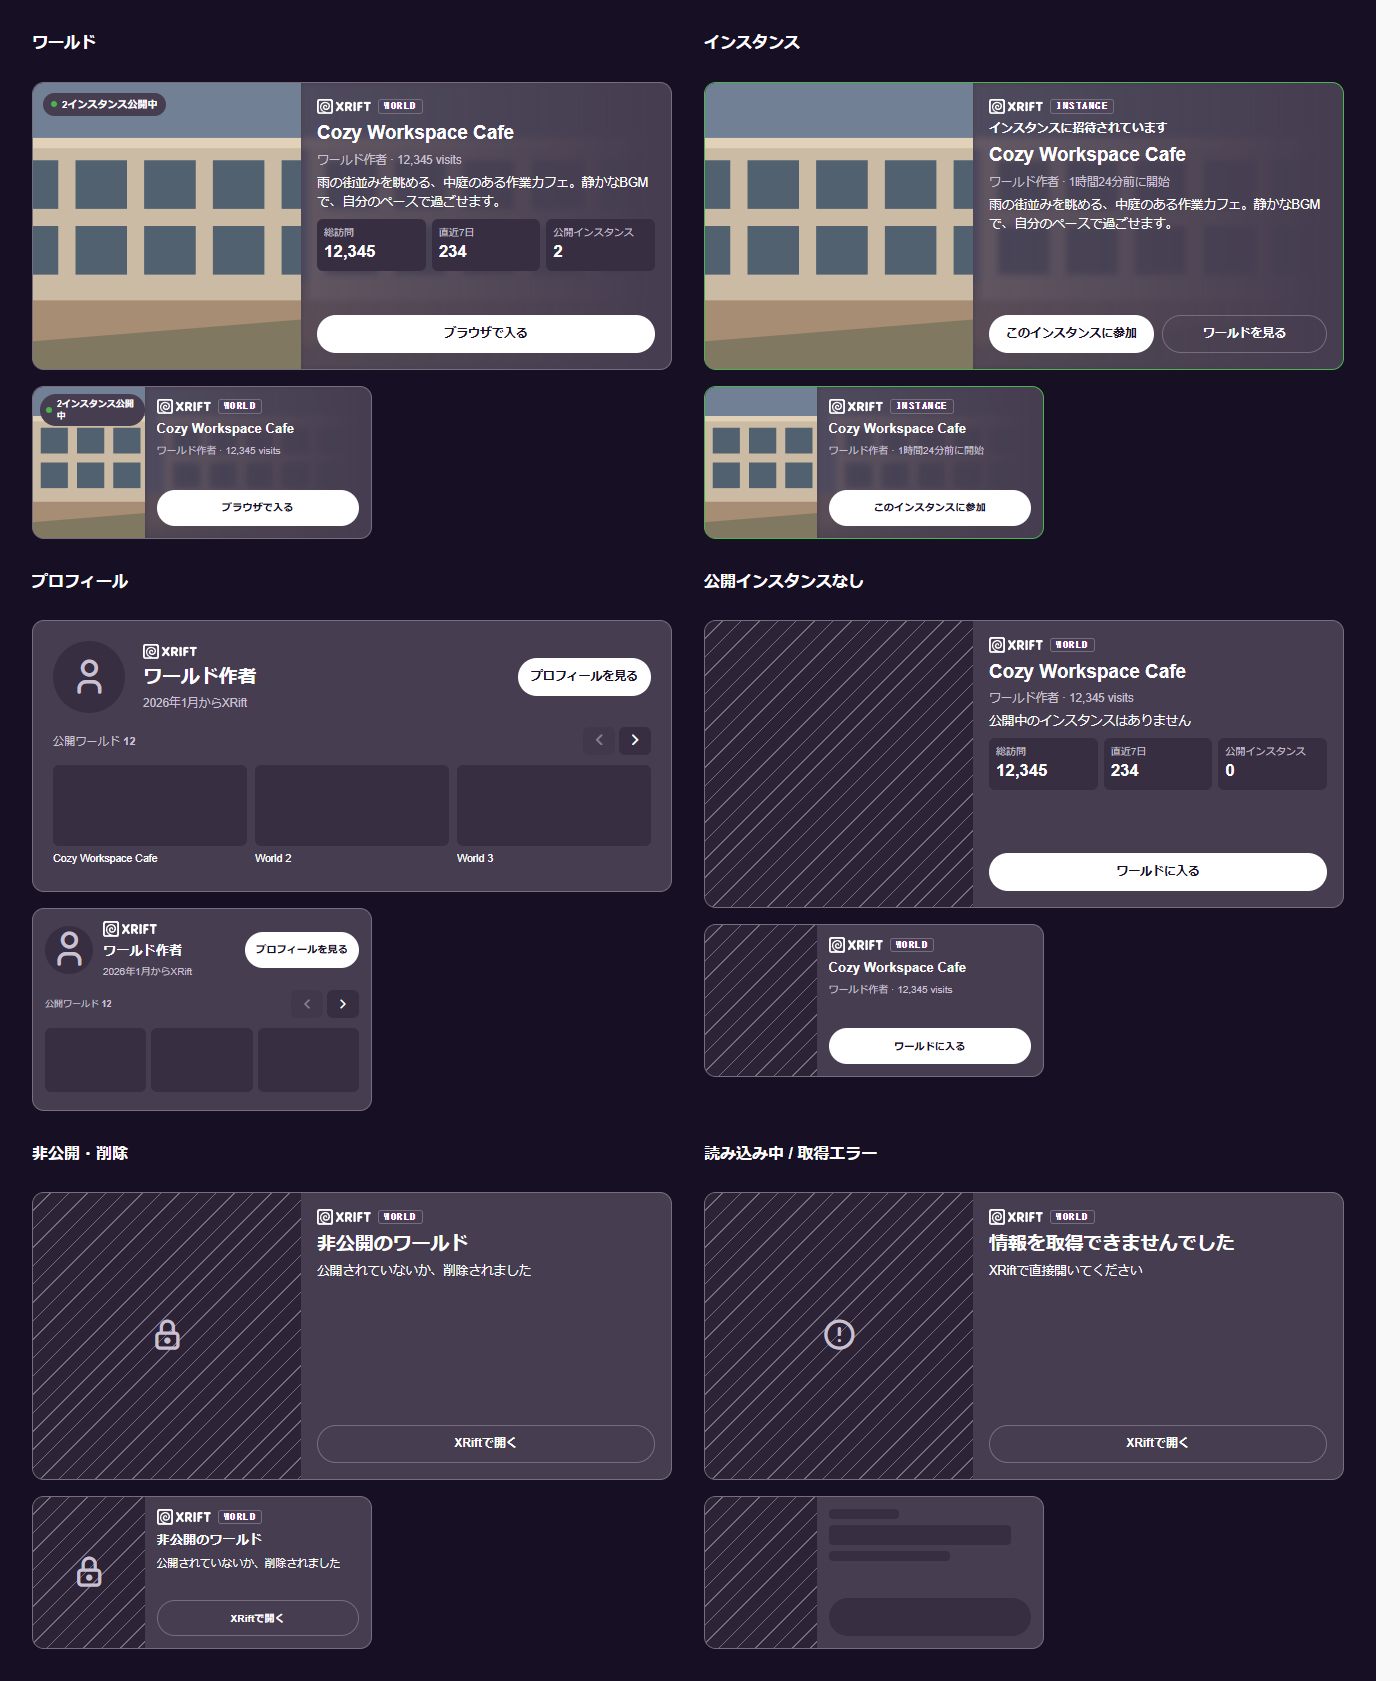 ワールド
2インスタンス公開中
XRIFT WORLD
Cozy Workspace Cafe
ワールド作者 · 12,345 visits
雨の街並みを眺める、中庭のある作業カフェ。静かなBGM
で、自分のペースで過ごせます。
総訪問 直近7日 公開インスタンス
12,345 234 2
ブラウザで入る
2インスタンス公開
中
XRIFT WORLD
Cozy Workspace Cafe
ワールド作者 · 12,345 visits
ブラウザで入る
インスタンス
XRIFT INSTANCE
インスタンスに招待されています
Cozy Workspace Cafe
ワールド作者 · 1時間24分前に開始
雨の街並みを眺める、中庭のある作業カフェ。静かなBGM
で、自分のペースで過ごせます。
このインスタンスに参加 ワールドを見る
XRIFT INSTANCE
Cozy Workspace Cafe
ワールド作者 · 1時間24分前に開始
このインスタンスに参加
プロフィール
XRIFT
ワールド作者
2026年1月からXRift
プロフィールを見る
公開ワールド 12
Cozy Workspace Cafe World 2 World 3
XRIFT
ワールド作者
2026年1月からXRift
プロフィールを見る
公開ワールド 12
公開インスタンスなし
XRIFT WORLD
Cozy Workspace Cafe
ワールド作者 · 12,345 visits
公開中のインスタンスはありません
総訪問 直近7日 公開インスタンス
12,345 234 0
ワールドに入る
XRIFT WORLD
Cozy Workspace Cafe
ワールド作者 · 12,345 visits
ワールドに入る
非公開・削除
XRIFT WORLD
非公開のワールド
公開されていないか、削除されました
XRiftで開く
XRIFT WORLD
非公開のワールド
公開されていないか、削除されました
XRiftで開く
読み込み中 / 取得エラー
XRIFT WORLD
情報を取得できませんでした
XRiftで直接開いてください
XRiftで開く